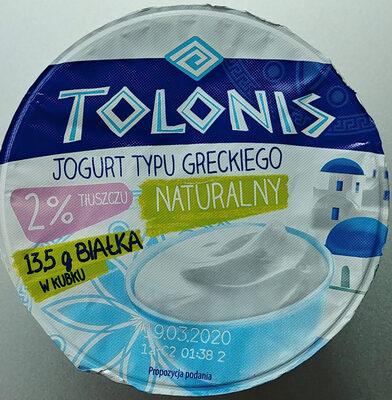 TOLONIS
JOGURT TYPU GRECKIEGO
NATURALNY
2% TŁUSZCZU
13,5 g BIAŁKA
W KUBKU
19.03.2020
Propozycja podania